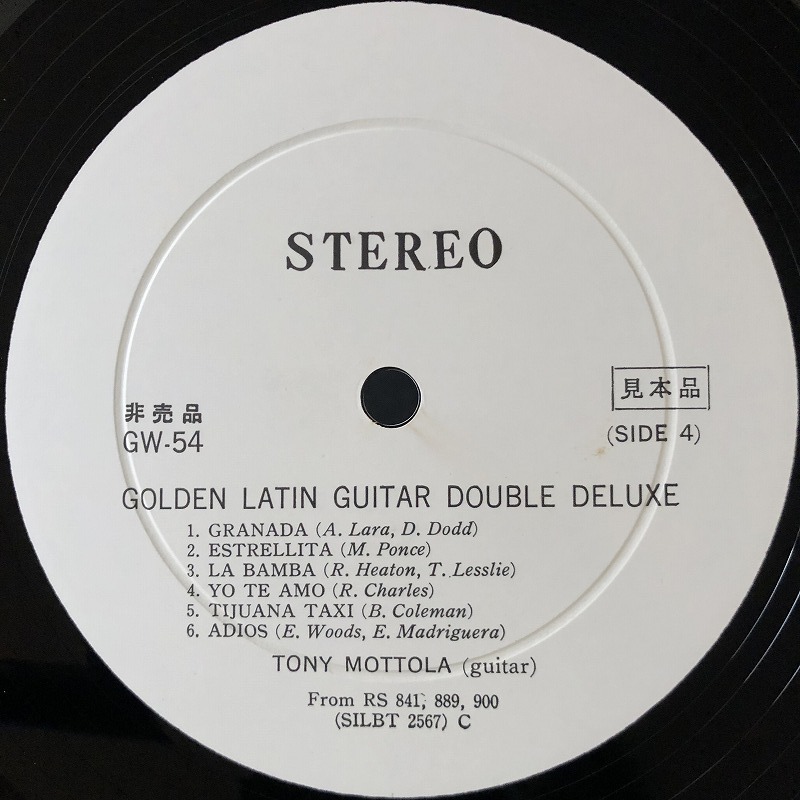 STEREO
非売品
GW-54
見本品
(SIDE 4)
GOLDEN LATIN GUITAR DOUBLE DELUXE
1. GRANADA (A. Lara, D. Dodd)
2. ESTRELLITA (M. Ponce)
3. LA BAMBA (R. Heaton, T. Lesslie)
4. YO TE AMO (R. Charles)
5. TIJUANA TAXI (B. Coleman)
6. ADIOS (E. Woods, E. Madriguera)
TONY MOTTOLA (guitar)
From RS 841, 889, 900
(SILBT 2567) C